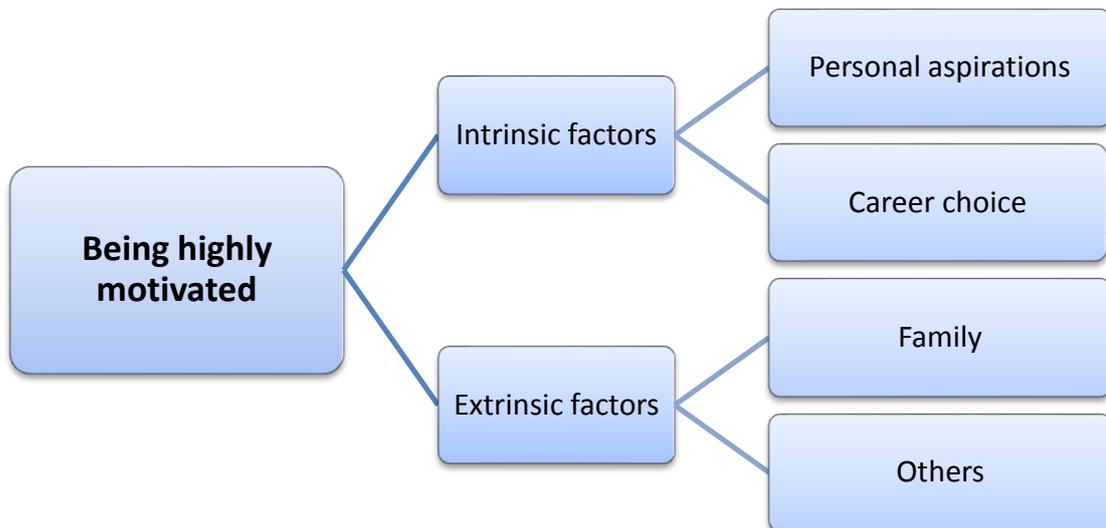 Being highly
motivated
Intrinsic factors
Personal aspirations
Career choice
Extrinsic factors
Family
Others